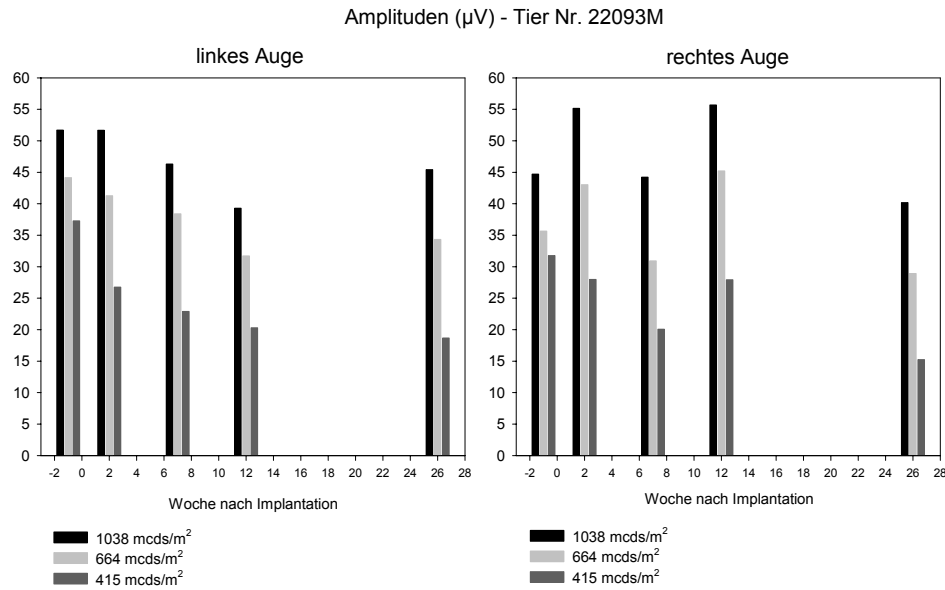 Amplituden (µV) - Tier Nr. 22093M
linkes Auge
60
55
50
45
40
35
30
25
20
15
10
5
0
-2 0 2 4 6 8 10 12 14 16 18 20 22 24 26 28
Woche nach Implantation
1038 mcds/m²
664 mcds/m²
415 mcds/m²
rechtes Auge
60
55
50
45
40
35
30
25
20
15
10
5
0
-2 0 2 4 6 8 10 12 14 16 18 20 22 24 26 28
Woche nach Implantation
1038 mcds/m²
664 mcds/m²
415 mcds/m²